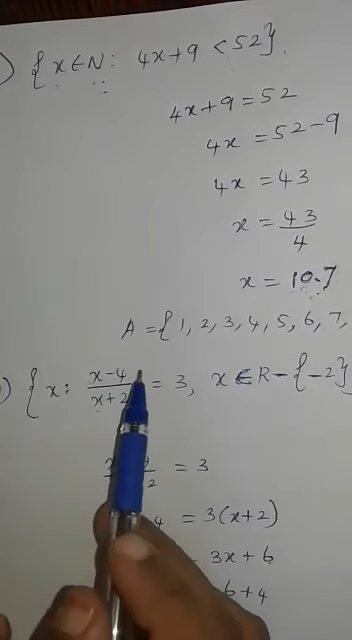 ) { x ∈ N : 4x+9 < 52 }.
4x+9 = 52
4x = 52-9
4x = 43
x = 43/4
x = 10.7
A = { 1, 2, 3, 4, 5, 6, 7,
) { x : x-4/x+2 = 3, x ∈ R - {-2} }
= 3
4 = 3(x+2)
3x + 6
6+4